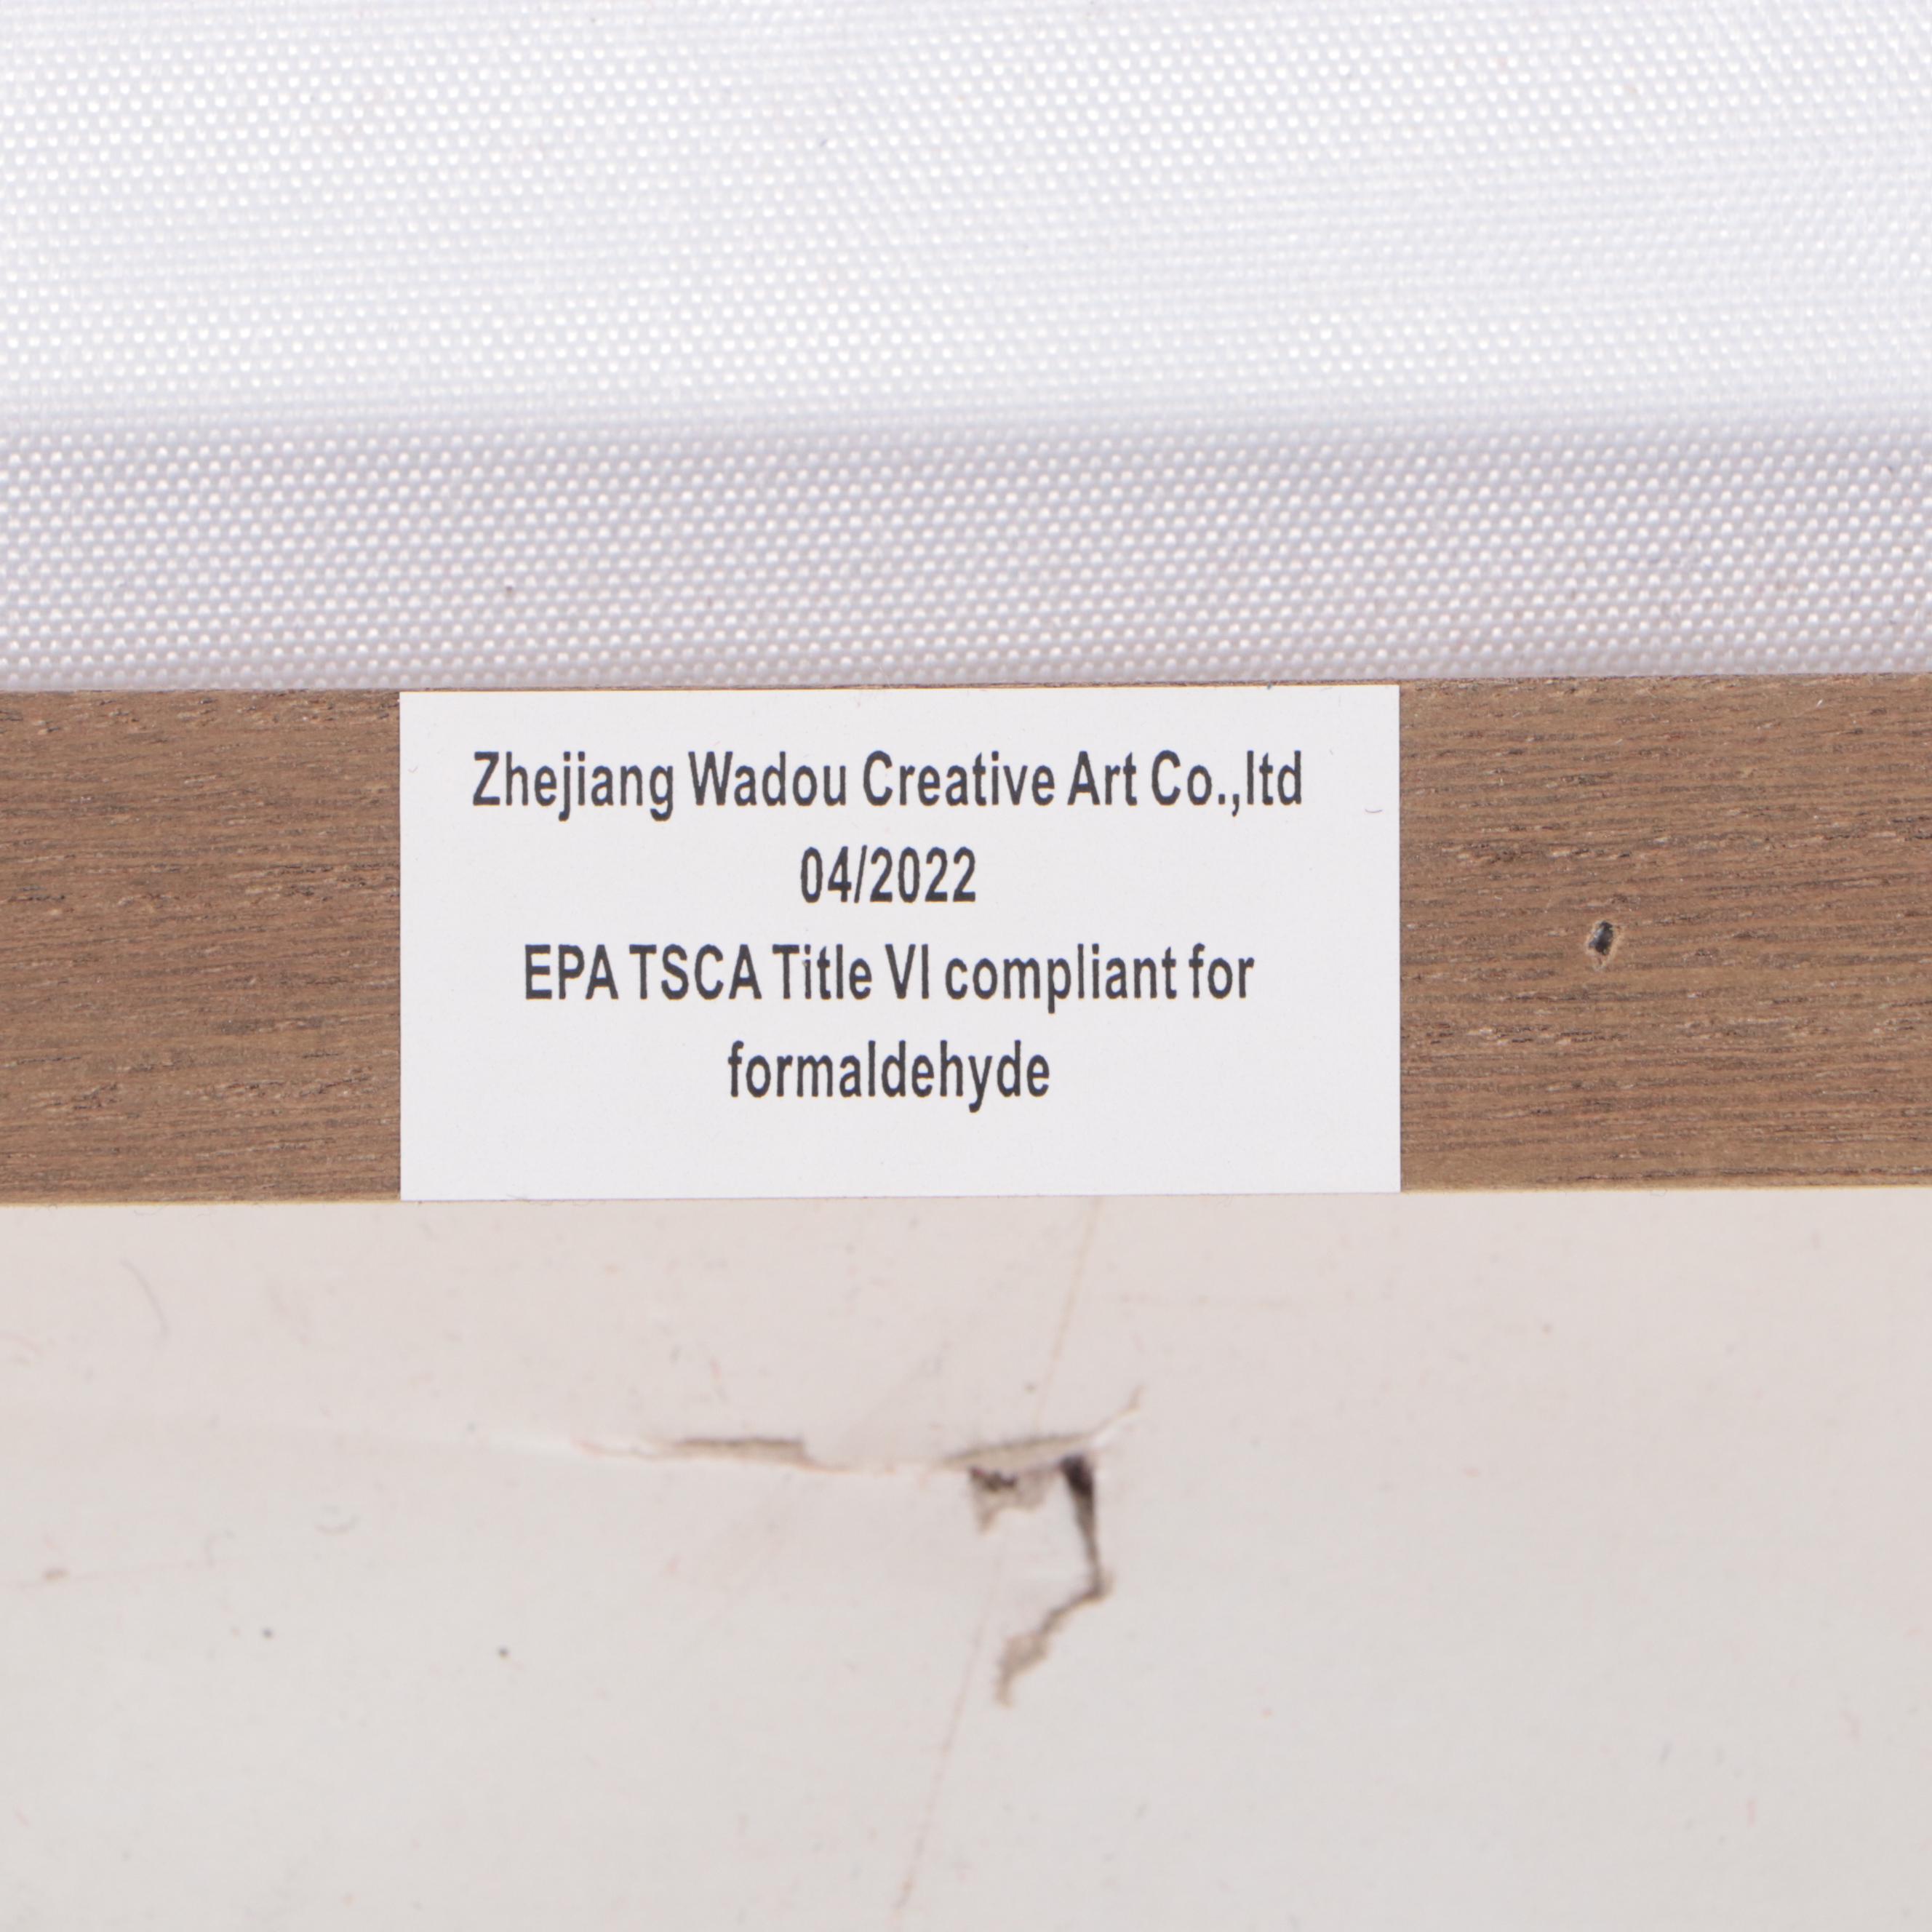 Zhejiang Wadou Creative Art Co.,ltd
04/2022
EPA TSCA Title VI compliant for
formaldehyde